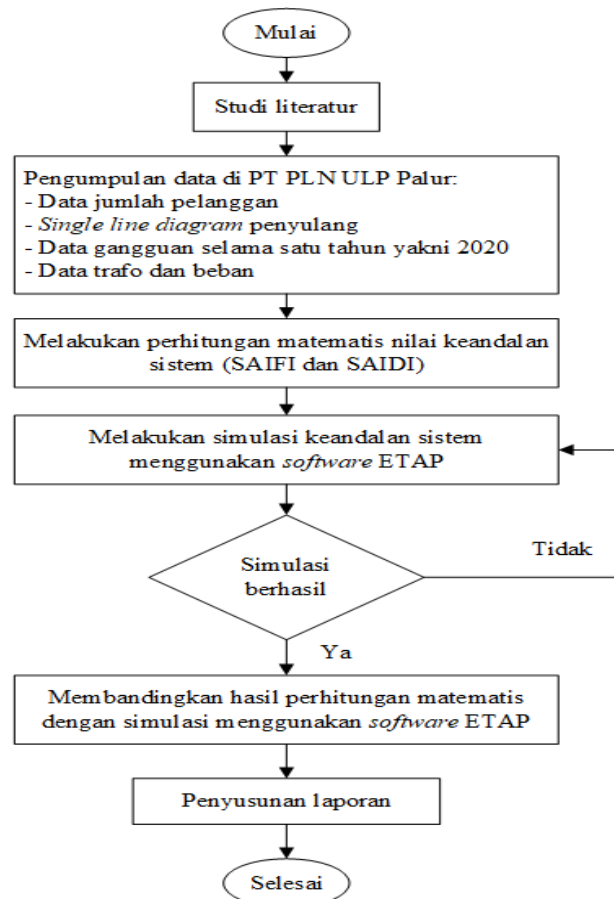 Mulai
Studi literatur
Pengumpulan data di PT PLN ULP Palur:
- Data jumlah pelanggan
- Single line diagram penyulang
- Data gangguan selama satu tahun yakni 2020
- Data trafo dan beban
Melakukan perhitungan matematis nilai keandalan
sistem (SAIFI dan SAIDI)
Melakukan simulasi keandalan sistem
menggunakan software ETAP
Simulasi
berhasil
Tidak
Ya
Membandingkan hasil perhitungan matematis
dengan simulasi menggunakan software ETAP
Penyusunan laporan
Selesai